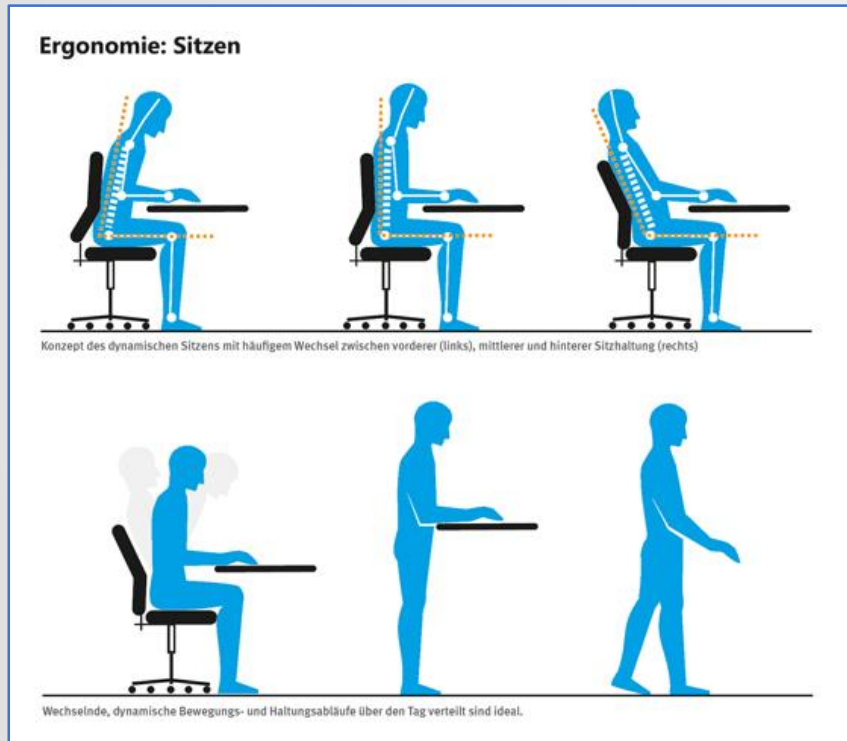 Ergonomie: Sitzen
Konzept des dynamischen Sitzens mit häufigem Wechsel zwischen vorderer (links), mittlerer und hinterer Sitzhaltung (rechts)
Wechselnde, dynamische Bewegungs- und Haltungsabläufe über den Tag verteilt sind ideal.